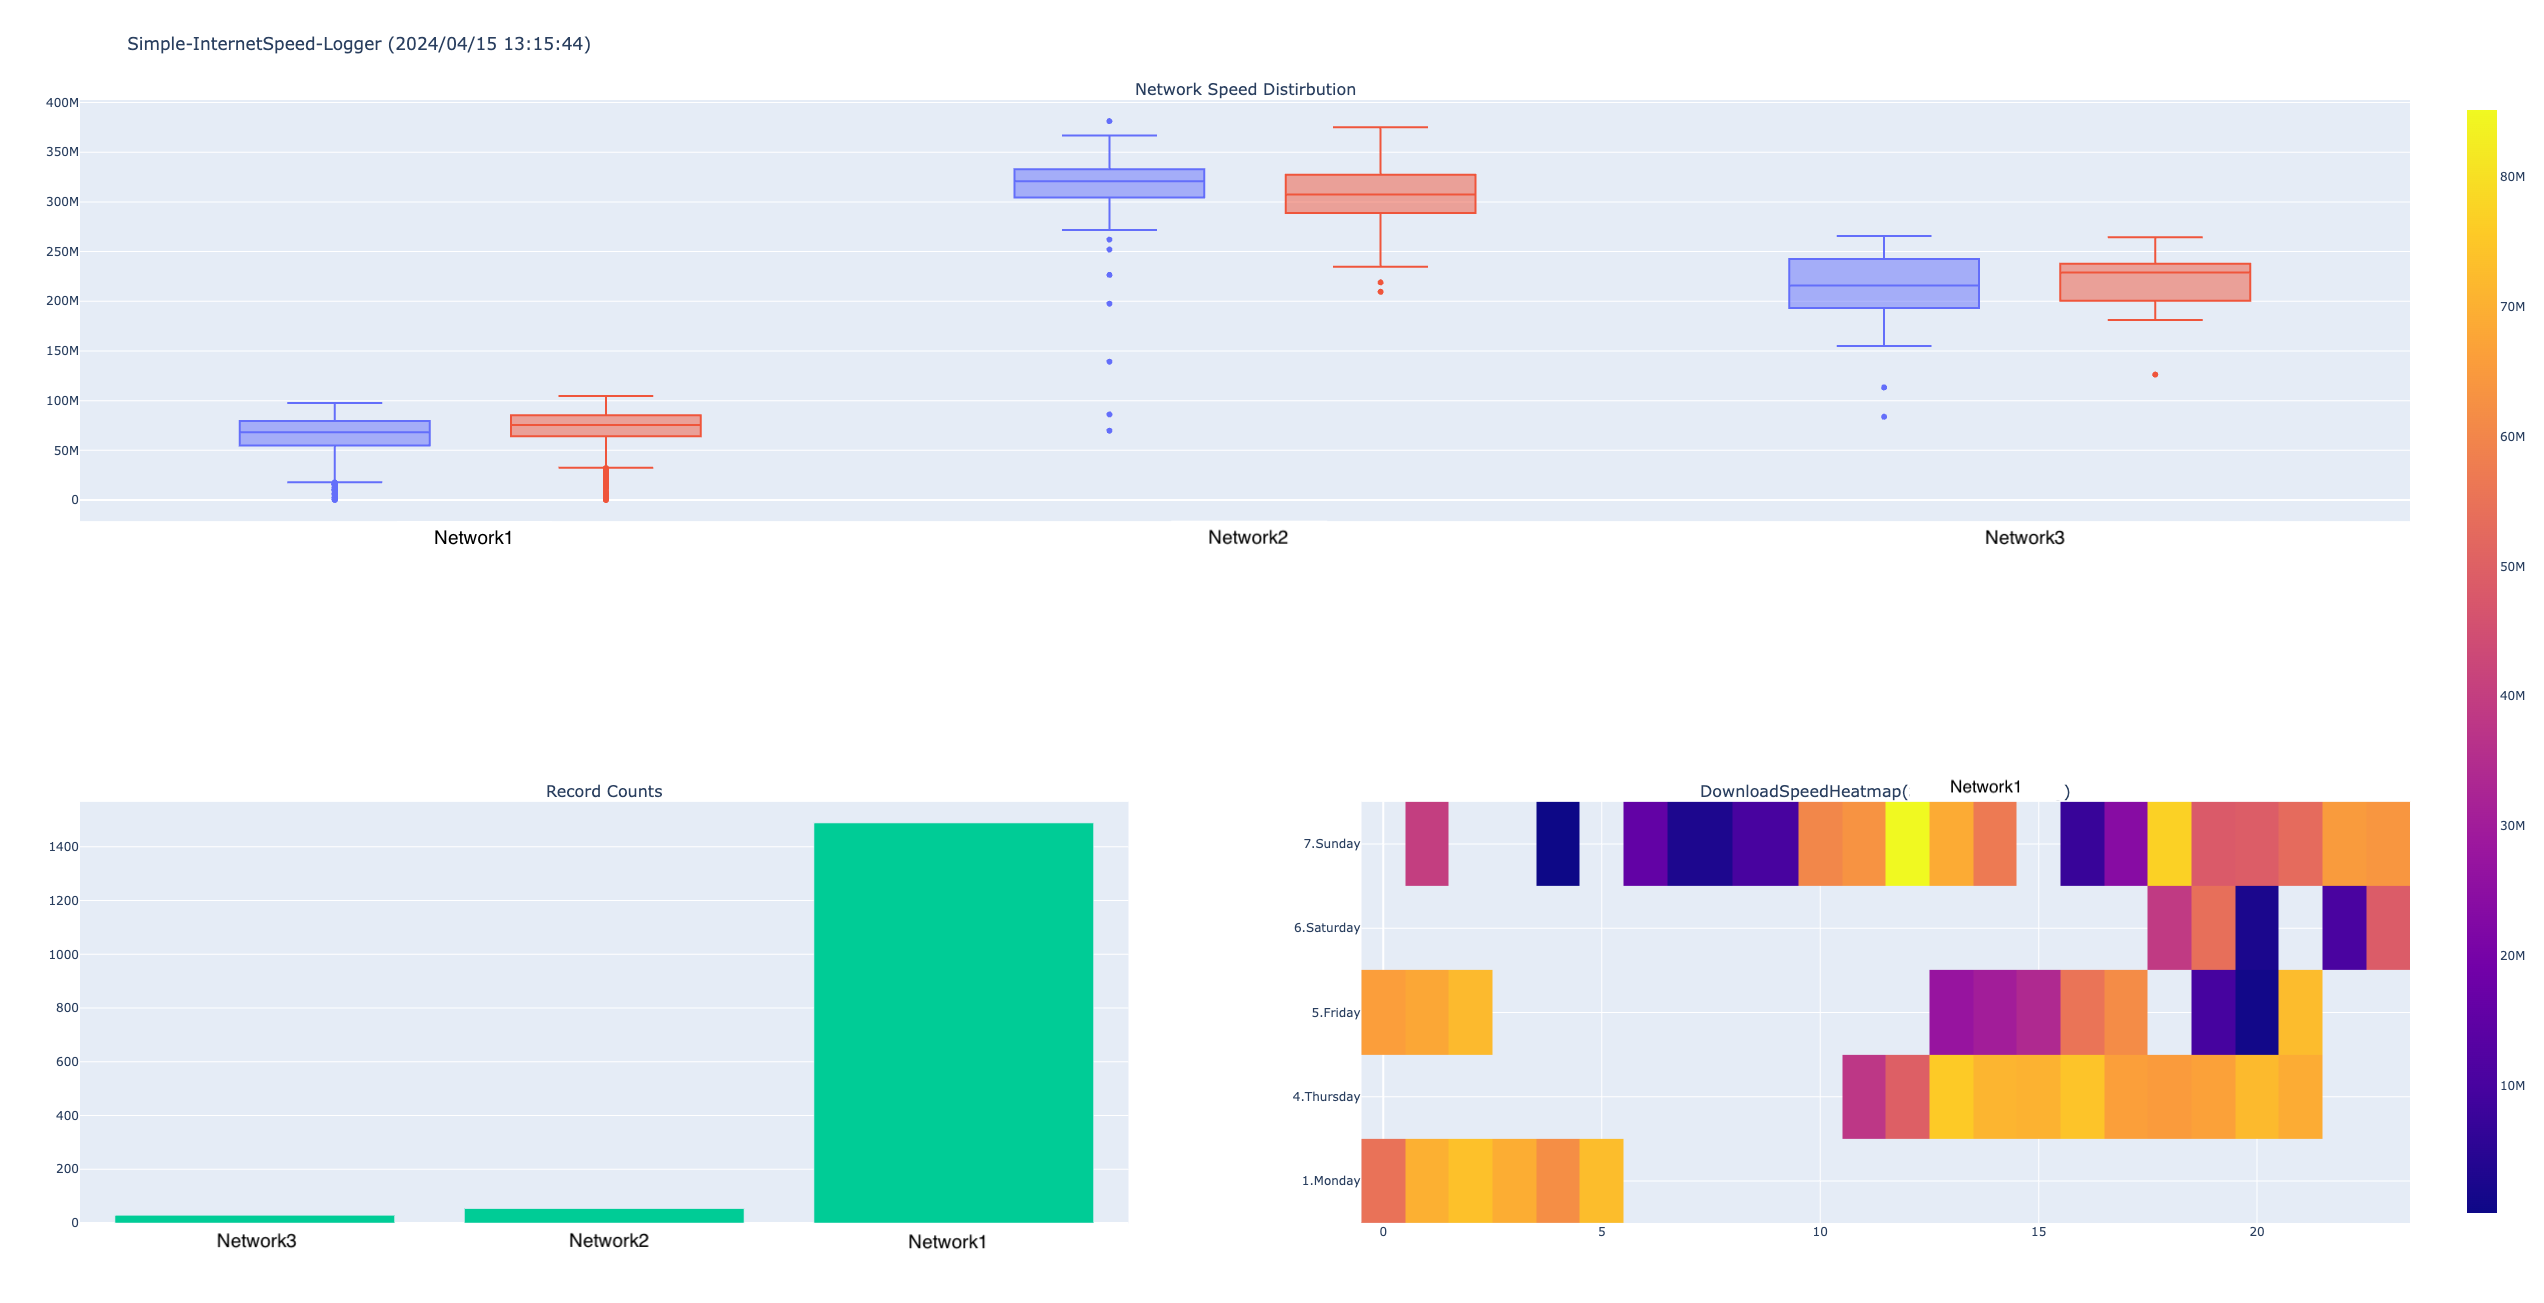 Simple-InternetSpeed-Logger (2024/04/15 13:15:44)
Network Speed Distirbution
400M
350M
300M
250M
200M
150M
100M
50M
0
Network1 Network2 Network3
80M
70M
60M
50M
40M
30M
20M
10M
Record Counts
1400
1200
1000
800
600
400
200
0
Network3 Network2 Network1
DownloadSpeedHeatmap( Network1 )
7.Sunday
6.Saturday
5.Friday
4.Thursday
1.Monday
0 5 10 15 20